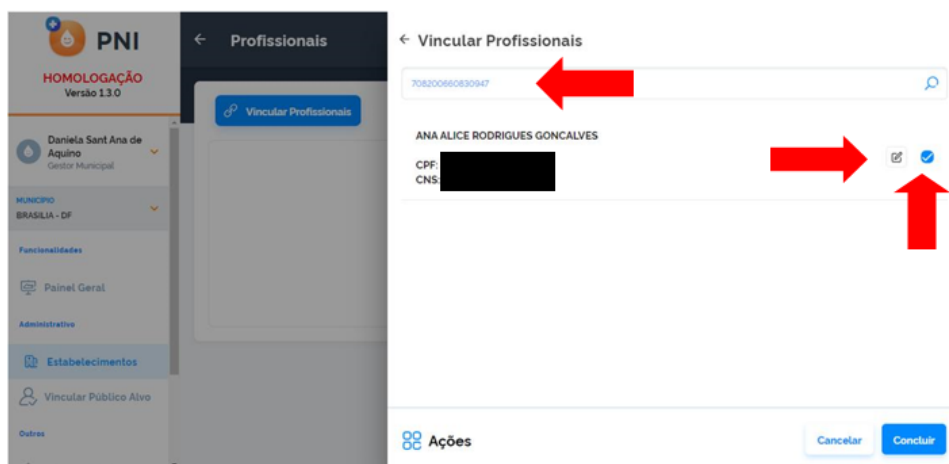 PNI
HOMOLOGAÇÃO
Versão 1.3.0
Daniela Sant Ana de
Aquino
Gestor Municipal
MUNICÍPIO
BRASILIA - DF
Funcionalidades
Painel Geral
Administrativo
Estabelecimentos
Vincular Público Alvo
Outros
Profissionais
Vincular Profissionais
Vincular Profissionais
708200660830947
ANA ALICE RODRIGUES GONCALVES
CPF:
CNS:
Ações
Cancelar
Concluir